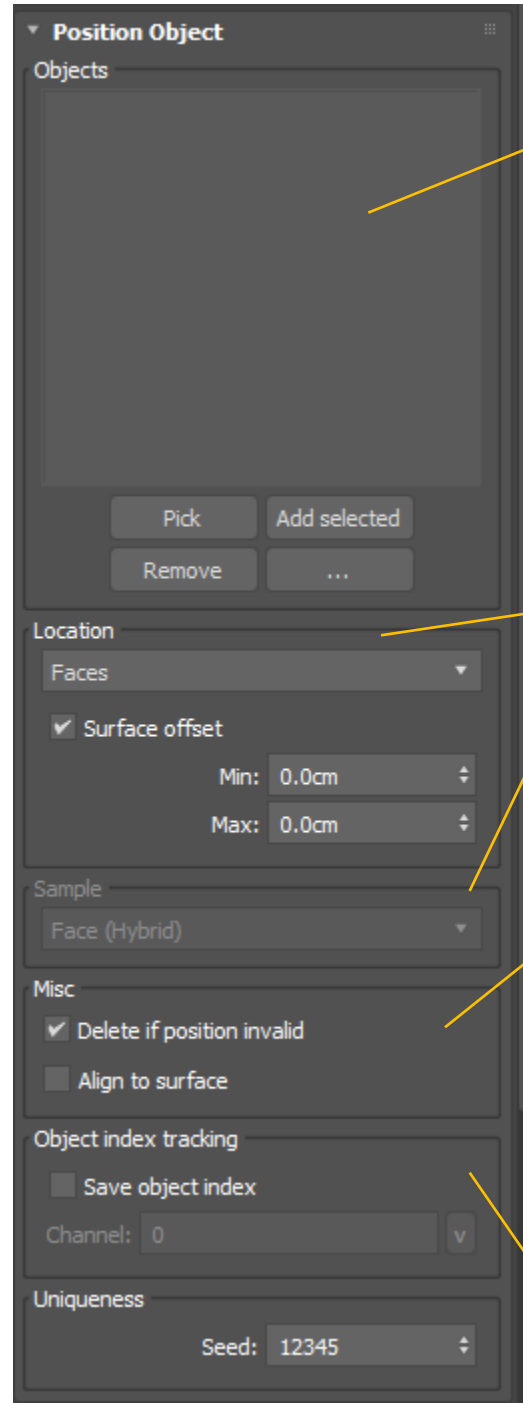 Position Object
Objects
Pick Add selected
Remove ...
Location
Faces
Surface offset
Min: 0.0cm
Max: 0.0cm
Sample
Face (Hybrid)
Misc
Delete if position invalid
Align to surface
Object index tracking
Save object index
Channel: 0 v
Uniqueness
Seed: 12345